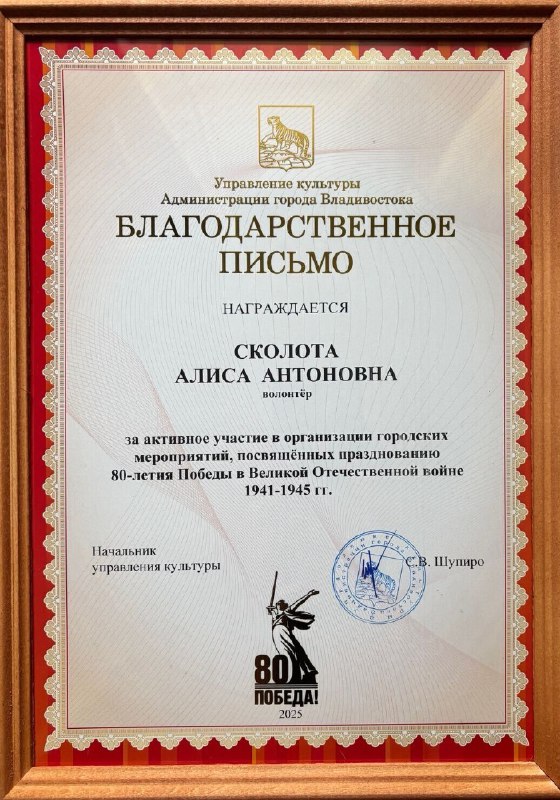 Управление культуры
Администрации города Владивостока
БЛАГОДАРСТВЕННОЕ
ПИСЬМО
НАГРАЖДАЕТСЯ
СКОЛОТА
АЛИСА АНТОНОВНА
волонтёр
за активное участие в организации городских
мероприятий, посвящённых празднованию
80-летия Победы в Великой Отечественной войне
1941-1945 гг.
Начальник
управления культуры
С.В. Шупиро
80
ПОБЕДА!
2025